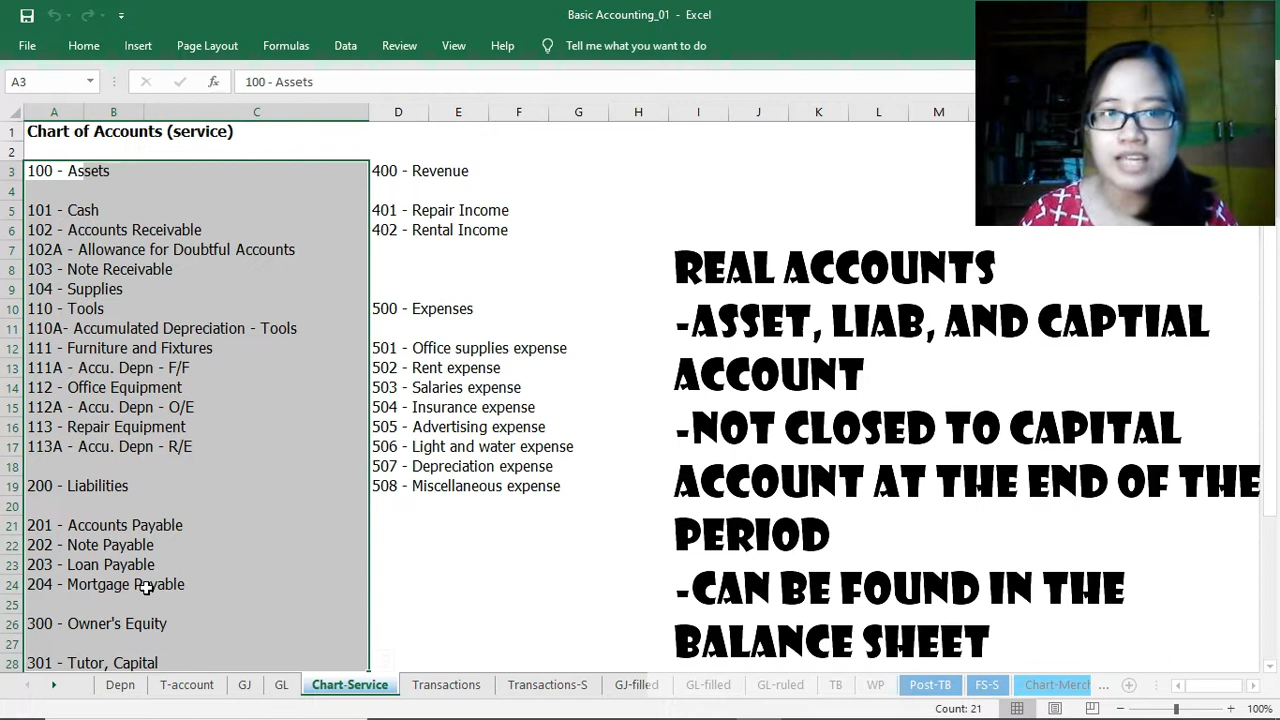 Basic Accounting_01 - Excel
File Home Insert Page Layout Formulas Data Review View Help Tell me what you want to do
A3 fx 100 - Assets
A B C D E F G H I J K L M
1 Chart of Accounts (service)
2
3 100 - Assets 400 - Revenue
4
5 101 - Cash 401 - Repair Income
6 102 - Accounts Receivable 402 - Rental Income
7 102A - Allowance for Doubtful Accounts
8 103 - Note Receivable
9 104 - Supplies
10 110 - Tools 500 - Expenses
11 110A- Accumulated Depreciation - Tools
12 111 - Furniture and Fixtures 501 - Office supplies expense
13 111A - Accu. Depn - F/F 502 - Rent expense
14 112 - Office Equipment 503 - Salaries expense
15 112A - Accu. Depn - O/E 504 - Insurance expense
16 113 - Repair Equipment 505 - Advertising expense
17 113A - Accu. Depn - R/E 506 - Light and water expense
18 507 - Depreciation expense
19 200 - Liabilities 508 - Miscellaneous expense
20
21 201 - Accounts Payable
22 202 - Note Payable
23 203 - Loan Payable
24 204 - Mortgage Payable
25
26 300 - Owner's Equity
27
28 301 - Tutor, Capital
REAL ACCOUNTS
-ASSET, LIAB, AND CAPTIAL
ACCOUNT
-NOT CLOSED TO CAPITAL
ACCOUNT AT THE END OF THE
PERIOD
-CAN BE FOUND IN THE
BALANCE SHEET
Depn T-account GJ GL Chart-Service Transactions Transactions-S GJ-filled GL-filled GL-ruled TB WP Post-TB FS-S Chart-Merch ...
Count: 21 100%